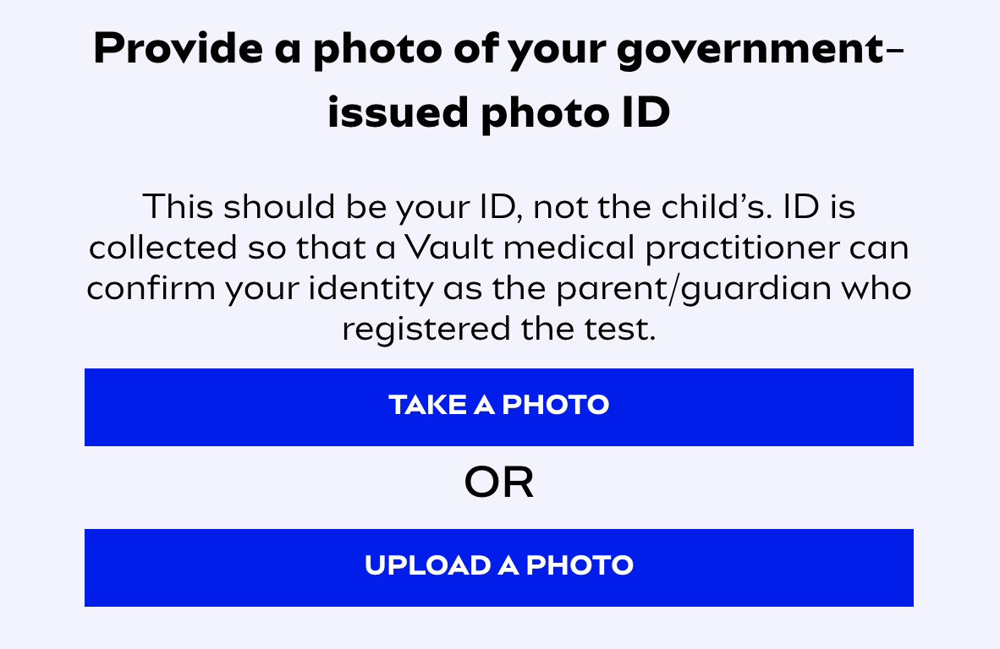 Provide a photo of your government-
issued photo ID
This should be your ID, not the child’s. ID is
collected so that a Vault medical practitioner can
confirm your identity as the parent/guardian who
registered the test.
TAKE A PHOTO
OR
UPLOAD A PHOTO